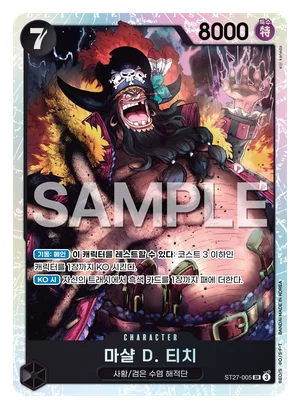 7
8000
특수
特
SAMPLE
기동: 메인 이 캐릭터를 레스트할 수 있다: 코스트 3 이하인
캐릭터를 1장까지 KO 시킨다.
KO 시 자신의 트래시에서 흑색 카드를 1장까지 패에 더한다.
CHARACTER
마샬 D. 티치
사황/검은 수염 해적단
ST27-005 SR